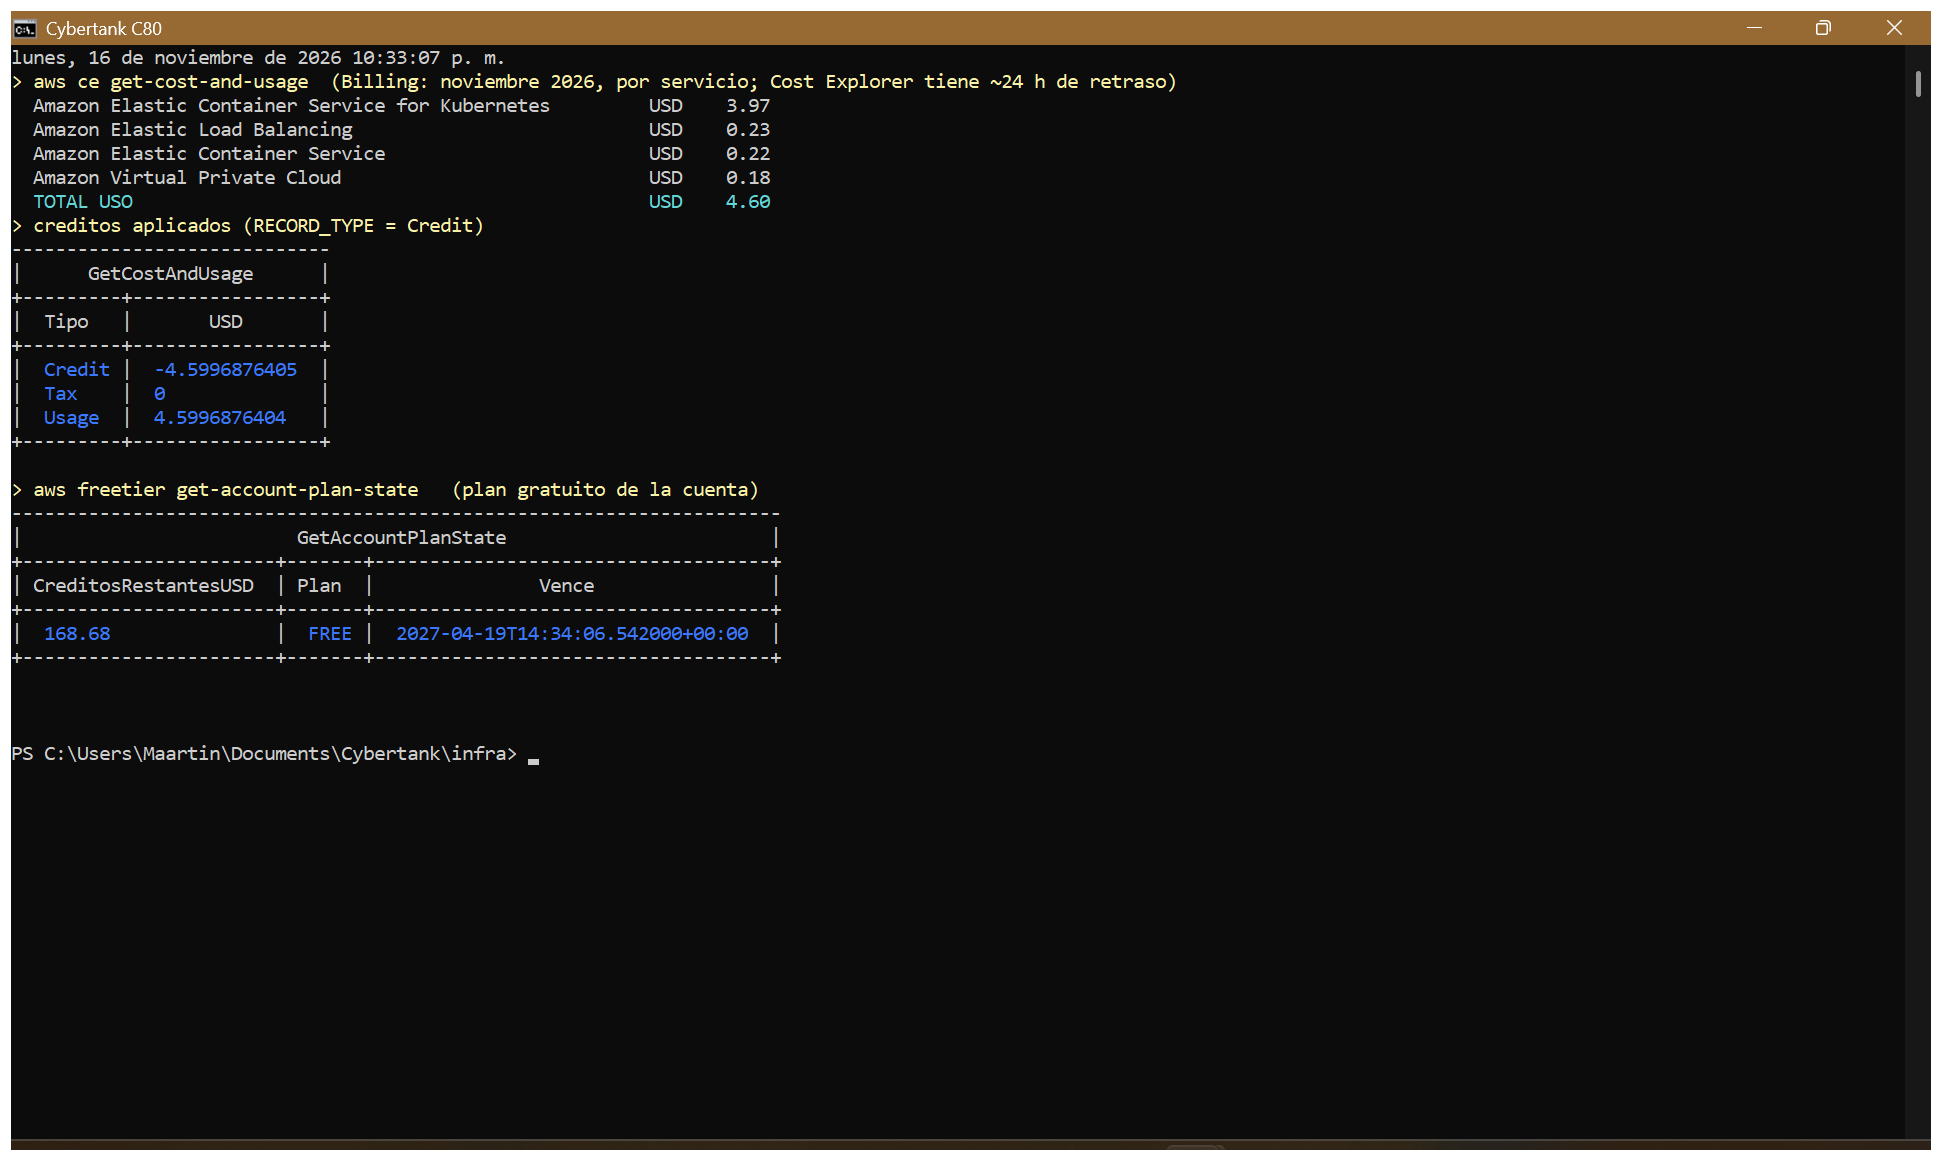 Cybertank C80
lunes, 16 de noviembre de 2026 10:33:07 p. m.
> aws ce get-cost-and-usage  (Billing: noviembre 2026, por servicio; Cost Explorer tiene ~24 h de retraso)
  Amazon Elastic Container Service for Kubernetes         USD    3.97
  Amazon Elastic Load Balancing                           USD    0.23
  Amazon Elastic Container Service                        USD    0.22
  Amazon Virtual Private Cloud                            USD    0.18
  TOTAL USO                                               USD    4.60
> creditos aplicados (RECORD_TYPE = Credit)
-----------------------------
|      GetCostAndUsage      |
+---------+-----------------+
|  Tipo   |       USD       |
+---------+-----------------+
|  Credit |  -4.5996876405  |
|  Tax    |  0              |
|  Usage  |  4.5996876404   |
+---------+-----------------+
> aws freetier get-account-plan-state   (plan gratuito de la cuenta)
----------------------------------------------------------------------
|                         GetAccountPlanState                        |
+-----------------------+-------+------------------------------------+
| CreditosRestantesUSD  | Plan  |               Vence                |
+-----------------------+-------+------------------------------------+
|  168.68               |  FREE |  2027-04-19T14:34:06.542000+00:00  |
+-----------------------+-------+------------------------------------+
PS C:\Users\Maartin\Documents\Cybertank\infra>